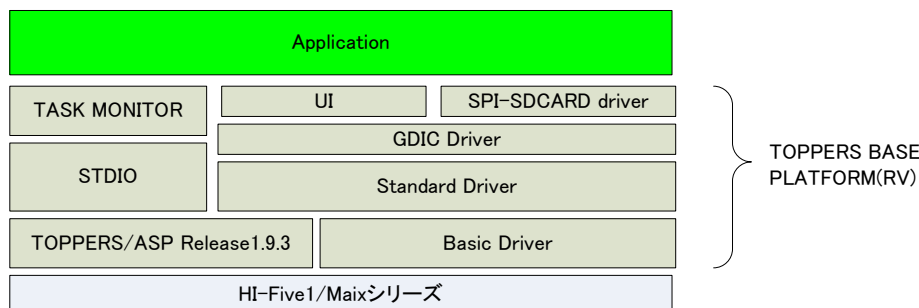 Application
TASK MONITOR
UI
SPI-SDCARD driver
GDIC Driver
STDIO
Standard Driver
TOPPERS BASE
PLATFORM(RV)
TOPPERS/ASP Release1.9.3
Basic Driver
HI-Five1/Maixシリーズ